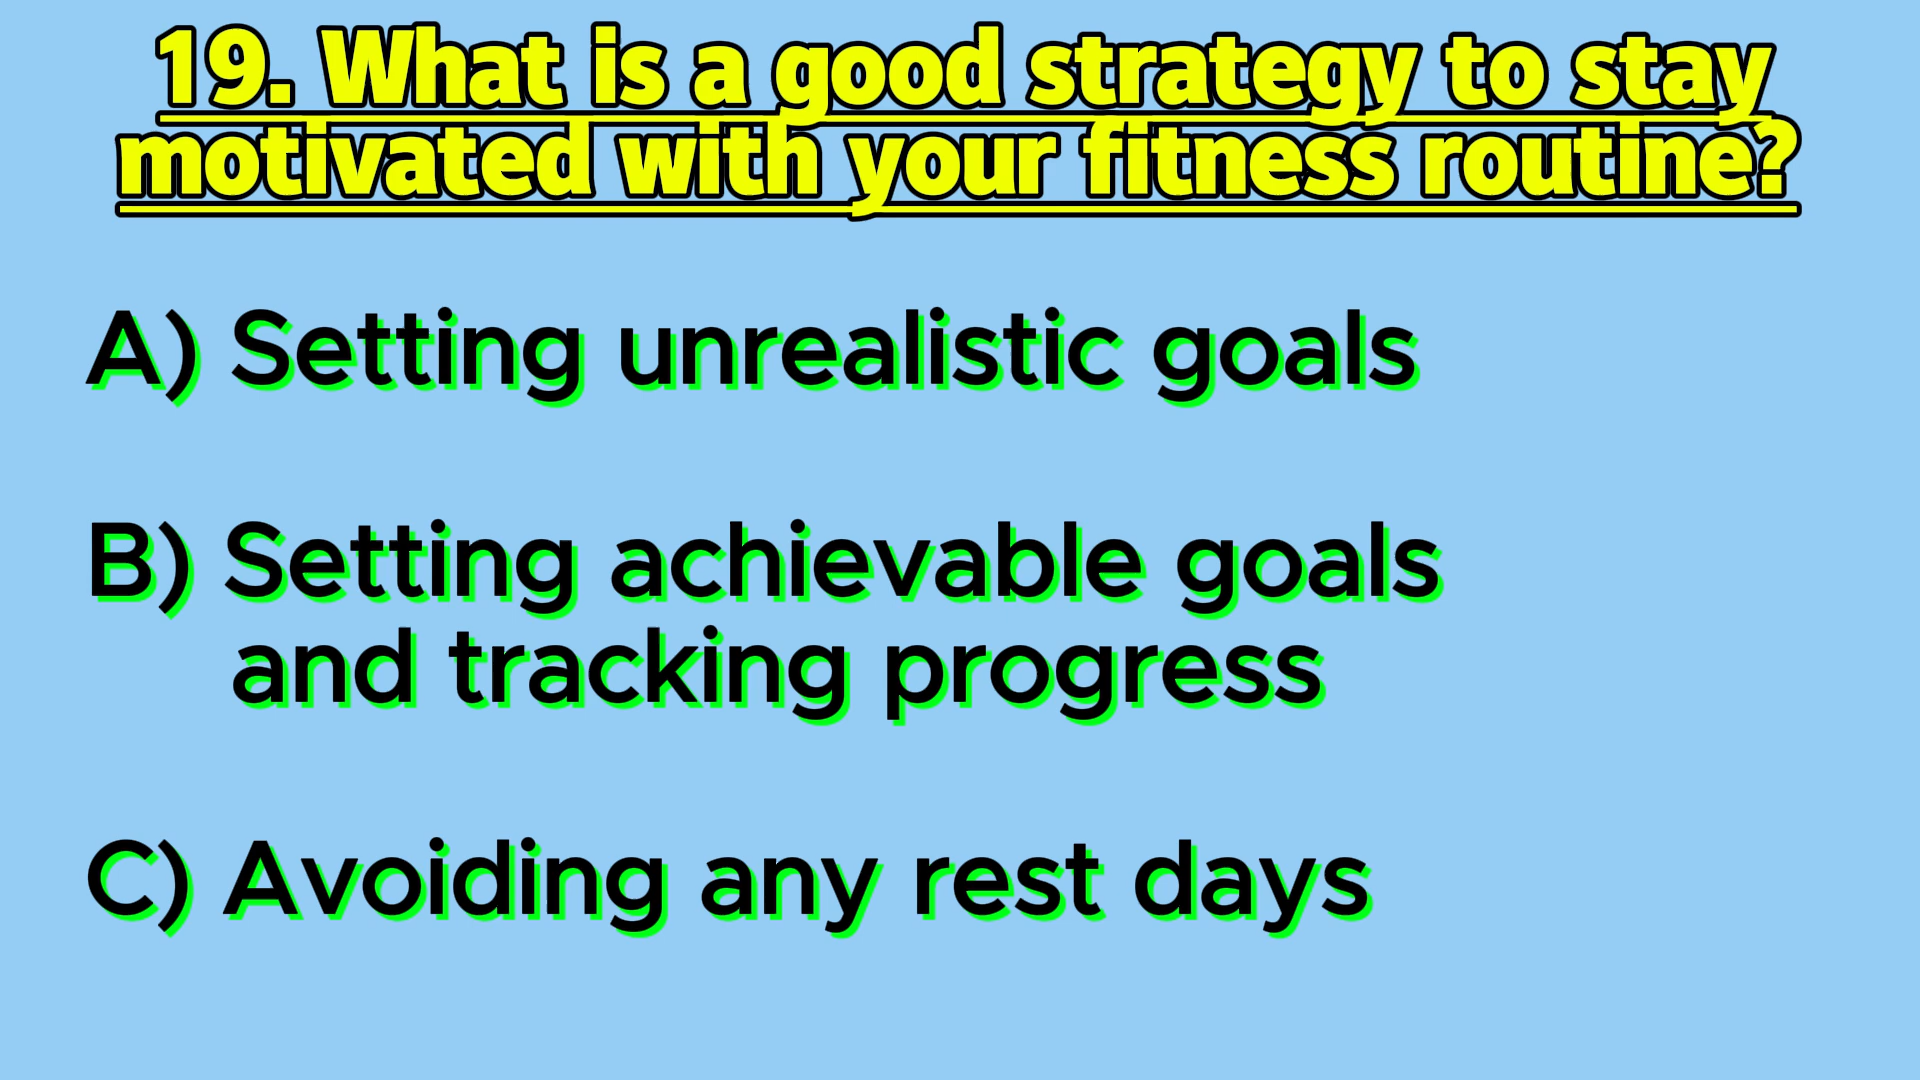 19. What is a good strategy to stay
motivated with your fitness routine?
A) Setting unrealistic goals
B) Setting achievable goals
and tracking progress
C) Avoiding any rest days